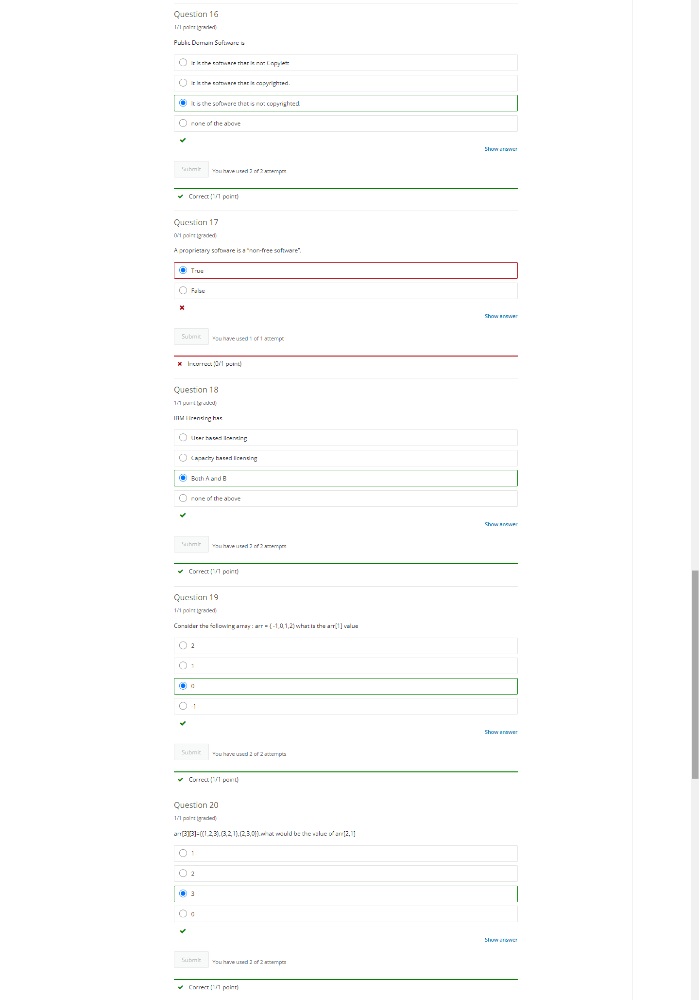 Question 16
1/1 point (graded)
Public Domain Software is
It is the software that is not Copyleft
It is the software that is copyrighted.
It is the software that is not copyrighted.
none of the above
Show answer
Submit You have used 2 of 2 attempts
Correct (1/1 point)
Question 17
0/1 point (graded)
A proprietary software is a “non-free software”.
True
False
Show answer
Submit You have used 1 of 1 attempt
Incorrect (0/1 point)
Question 18
1/1 point (graded)
IBM Licensing has
User based licensing
Capacity based licensing
Both A and B
none of the above
Show answer
Submit You have used 2 of 2 attempts
Correct (1/1 point)
Question 19
1/1 point (graded)
Consider the following array : arr = { -1,0,1,2) what is the arr[1] value
2
1
0
-1
Show answer
Submit You have used 2 of 2 attempts
Correct (1/1 point)
Question 20
1/1 point (graded)
arr[3][3]={{1,2,3},{3,2,1},{2,3,0}}.what would be the value of arr[2,1]
1
2
3
0
Show answer
Submit You have used 2 of 2 attempts
Correct (1/1 point)